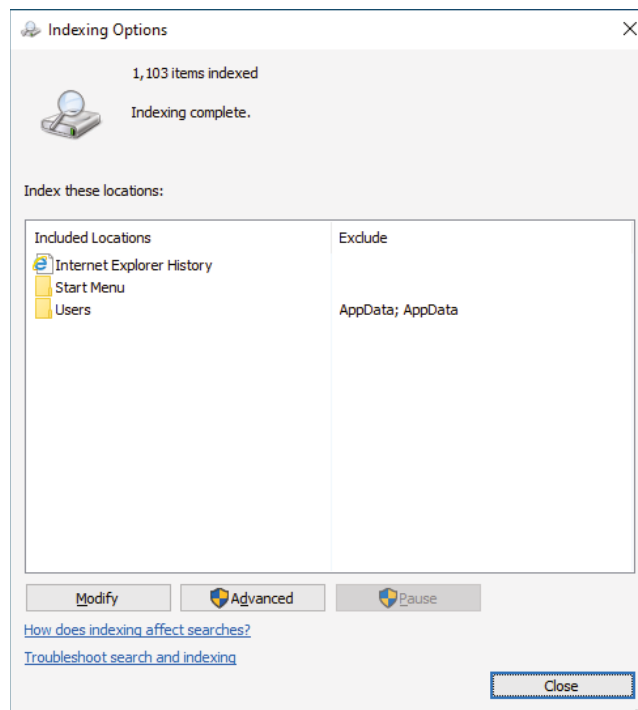 Indexing Options
1,103 items indexed
Indexing complete.
Index these locations:
Included Locations Exclude
Internet Explorer History
Start Menu
Users AppData; AppData
Modify Advanced Pause
How does indexing affect searches?
Troubleshoot search and indexing
Close